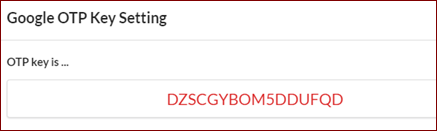 Google OTP Key Setting
OTP key is ...
DZSCGYBOM5DDUFQD